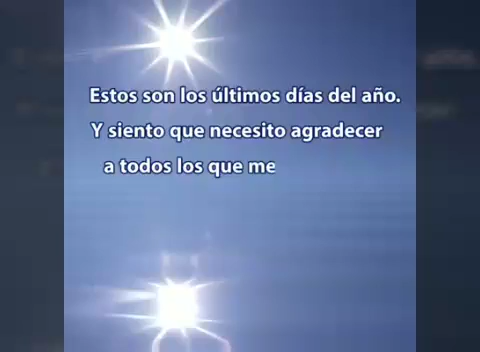 Estos son los últimos días del año.
Y siento que necesito agradecer
a todos los que me